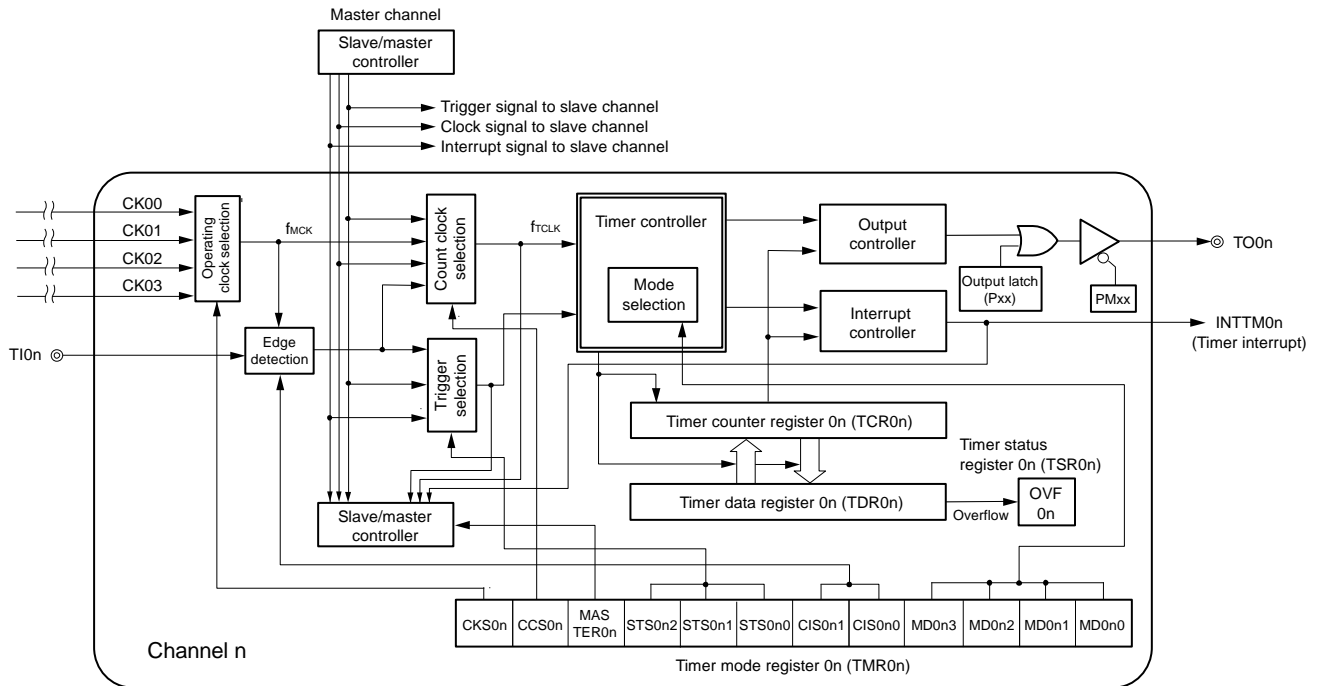 Master channel
Slave/master
controller
Trigger signal to slave channel
Clock signal to slave channel
Interrupt signal to slave channel
CK00
CK01
CK02
CK03
Operating
clock selection
fMCK
Count clock
selection
fTCLK
Timer controller
Mode
selection
Output
controller
Output latch
(Pxx)
PMxx
TO0n
Interrupt
controller
INTTM0n
(Timer interrupt)
TI0n
Edge
detection
Trigger
selection
Timer counter register 0n (TCR0n)
Timer status
register 0n (TSR0n)
Timer data register 0n (TDR0n)
Overflow
OVF
0n
Slave/master
controller
CKS0n
CCS0n
MAS
TER0n
STS0n2
STS0n1
STS0n0
CIS0n1
CIS0n0
MD0n3
MD0n2
MD0n1
MD0n0
Channel n
Timer mode register 0n (TMR0n)